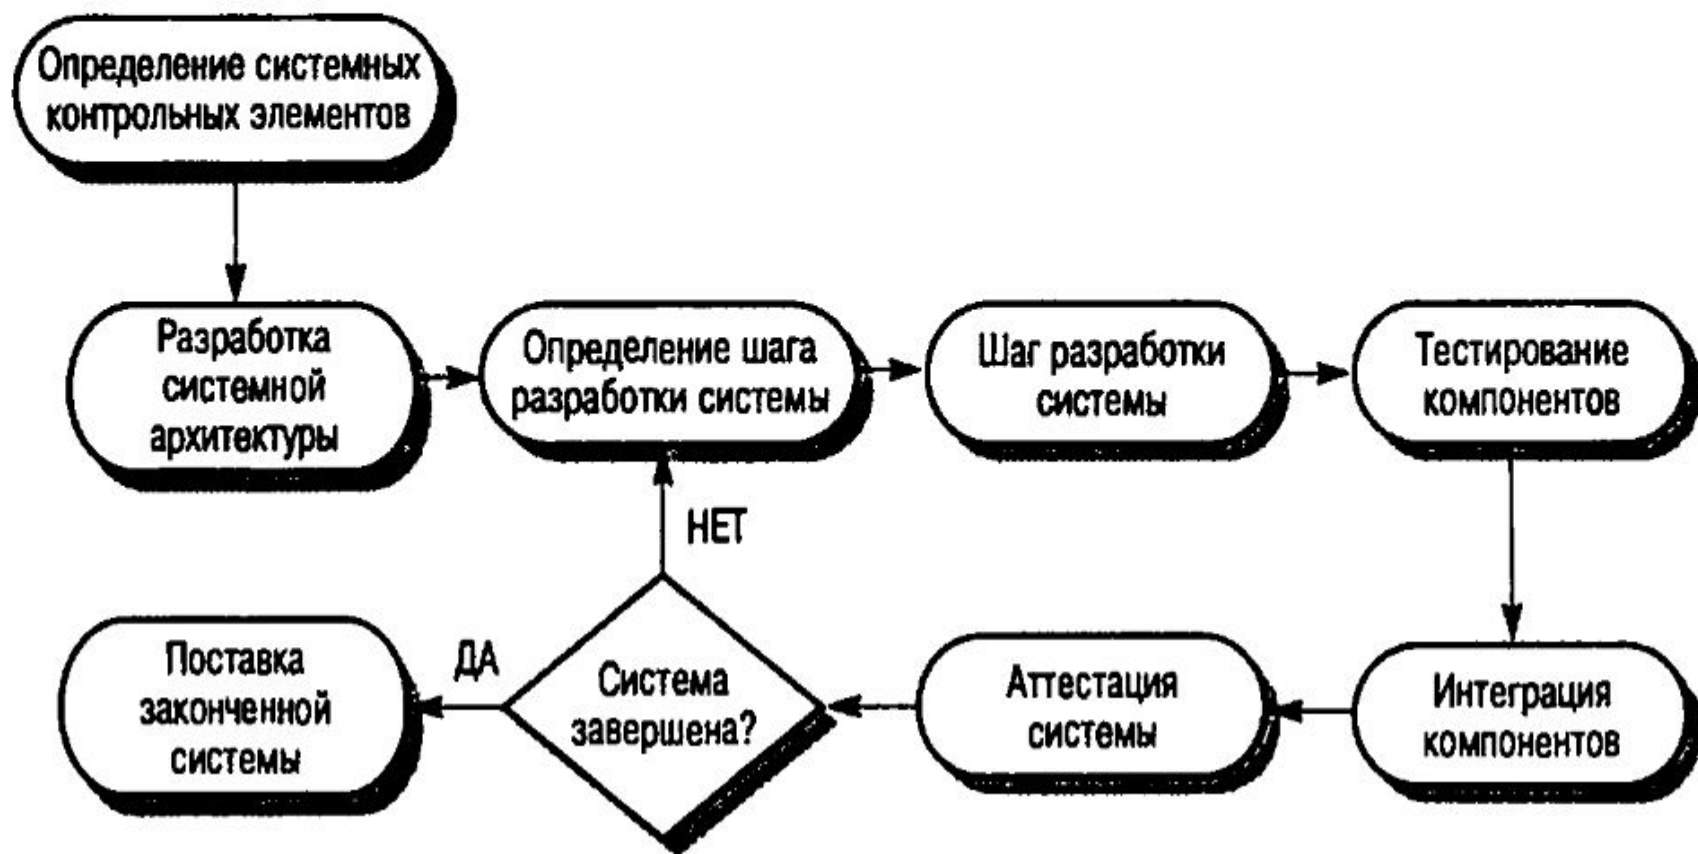 Определение системных
контрольных элементов
Разработка
системной
архитектуры
Определение шага
разработки системы
Шаг разработки
системы
Тестирование
компонентов
НЕТ
Поставка
законченной
системы
ДА
Система
завершена?
Аттестация
системы
Интеграция
компонентов